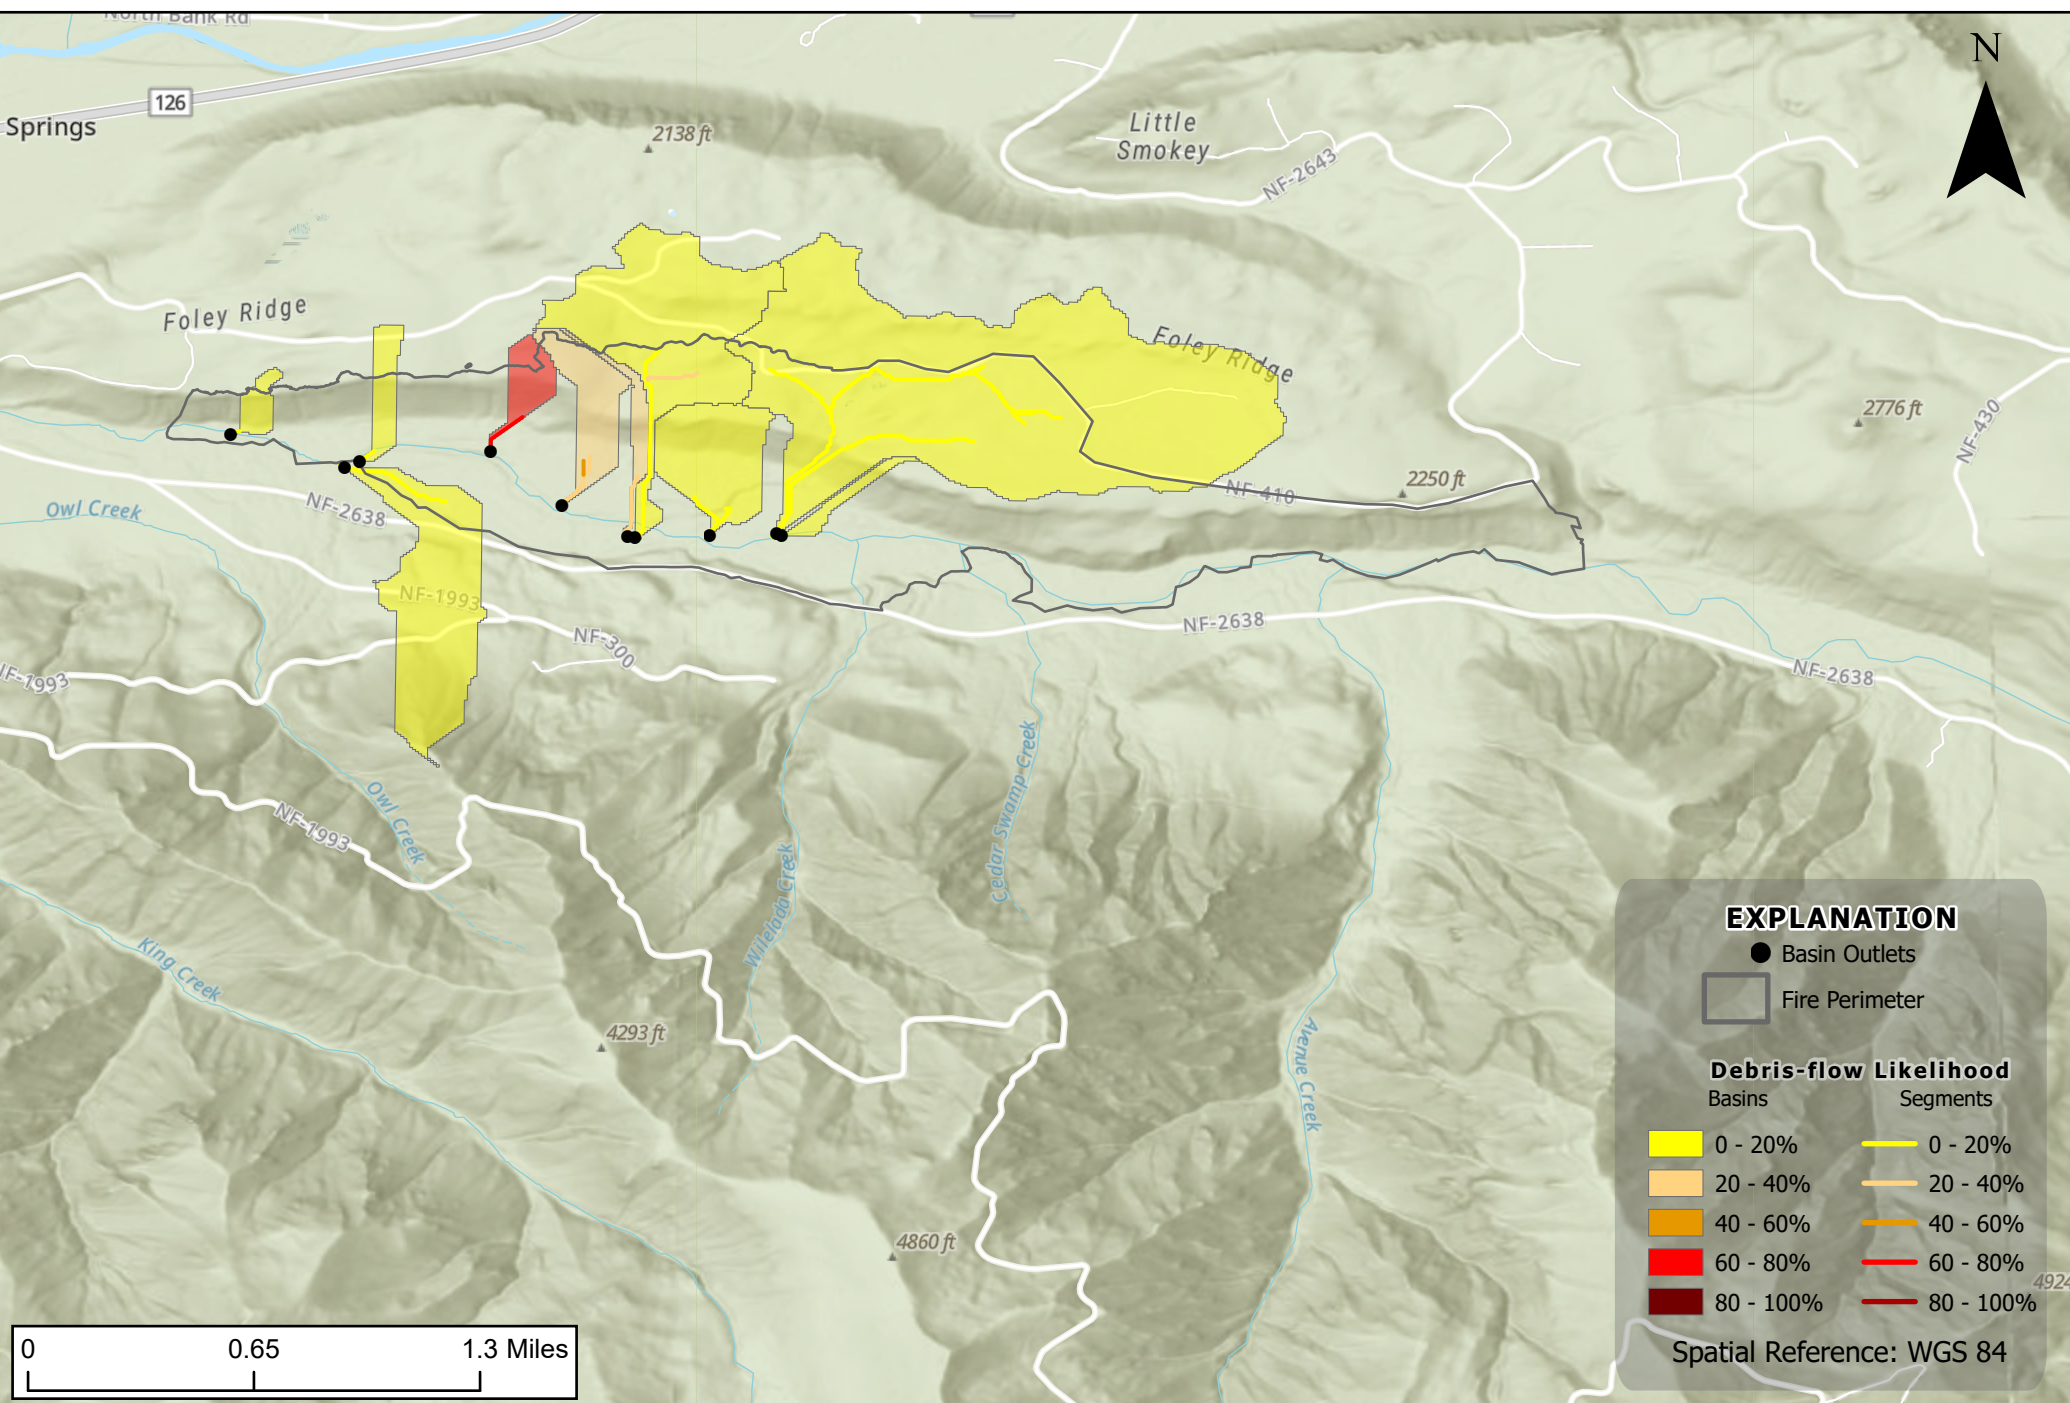 North Bank Rd
126
Springs
N
2138 ft
Little
Smokey
NF-2643
Foley Ridge
Foley Ridge
2776 ft
NF-430
2250 ft
NF-410
Owl Creek
NF-2638
NF-1993
NF-300
NF-2638
NF-2638
NF-1993
Owl Creek
NF-1993
Cedar Swamp Creek
Wilelada Creek
King Creek
4293 ft
Avenue Creek
4860 ft
4924
EXPLANATION
Basin Outlets
Fire Perimeter
Debris-flow Likelihood
Basins Segments
0 - 20% 0 - 20%
20 - 40% 20 - 40%
40 - 60% 40 - 60%
60 - 80% 60 - 80%
80 - 100% 80 - 100%
Spatial Reference: WGS 84
0 0.65 1.3 Miles